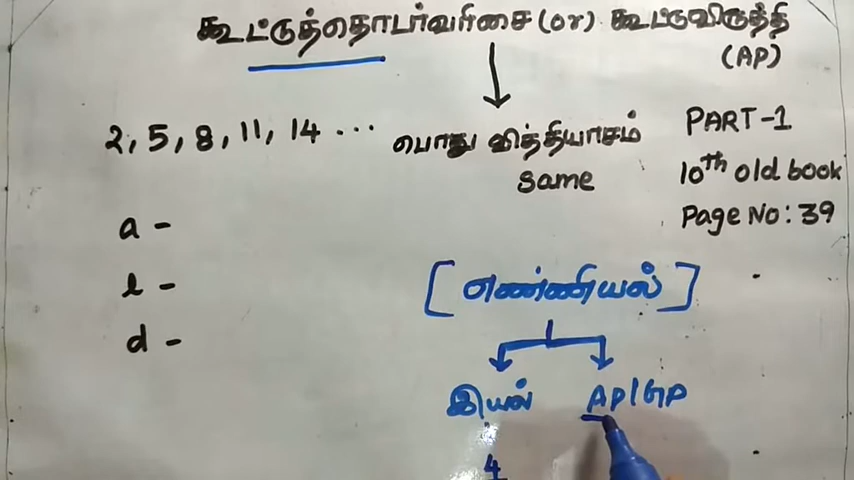 கூட்டுத்தொடர்வரிசை (or) கூட்டுவிருத்தி
(AP)
2, 5, 8, 11, 14 ...
பொது வித்தியாசம்
same
PART-1
10th old book
Page No: 39
a -
l -
d -
[எண்ணியல்]
இயல்
AP/GP
4